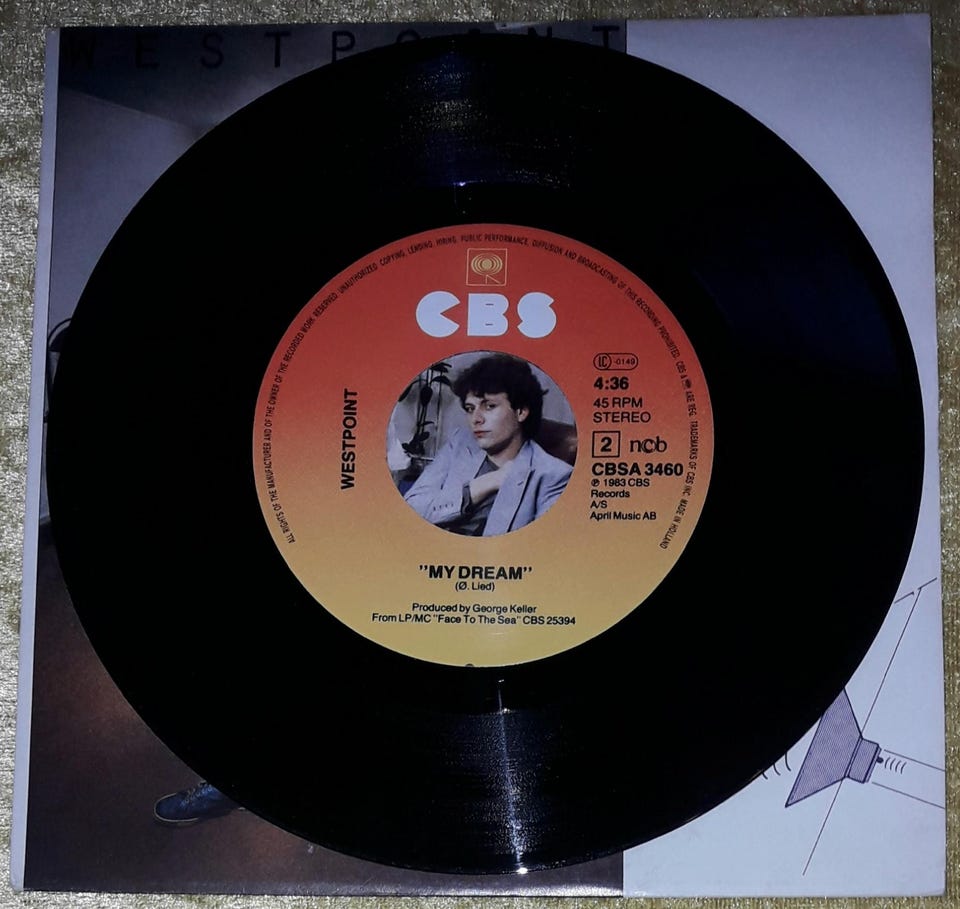 WESTPOINT
ALL RIGHTS OF THE MANUFACTURER AND OF THE OWNER OF THE RECORDED WORK RESERVED. UNAUTHORIZED COPYING, LENDING, HIRING, PUBLIC PERFORMANCE, DIFFUSION AND BROADCASTING OF THIS RECORDING PROHIBITED. CBS & ARE REG. TRADEMARKS OF CBS INC. MADE IN HOLLAND
CBS
WESTPOINT
LC-0149
4:36
45 RPM
STEREO
2 ncb
CBSA 3460
℗ 1983 CBS
Records
A/S
April Music AB
"MY DREAM"
(Ø. Lied)
Produced by George Keller
From LP/MC "Face To The Sea" CBS 25394